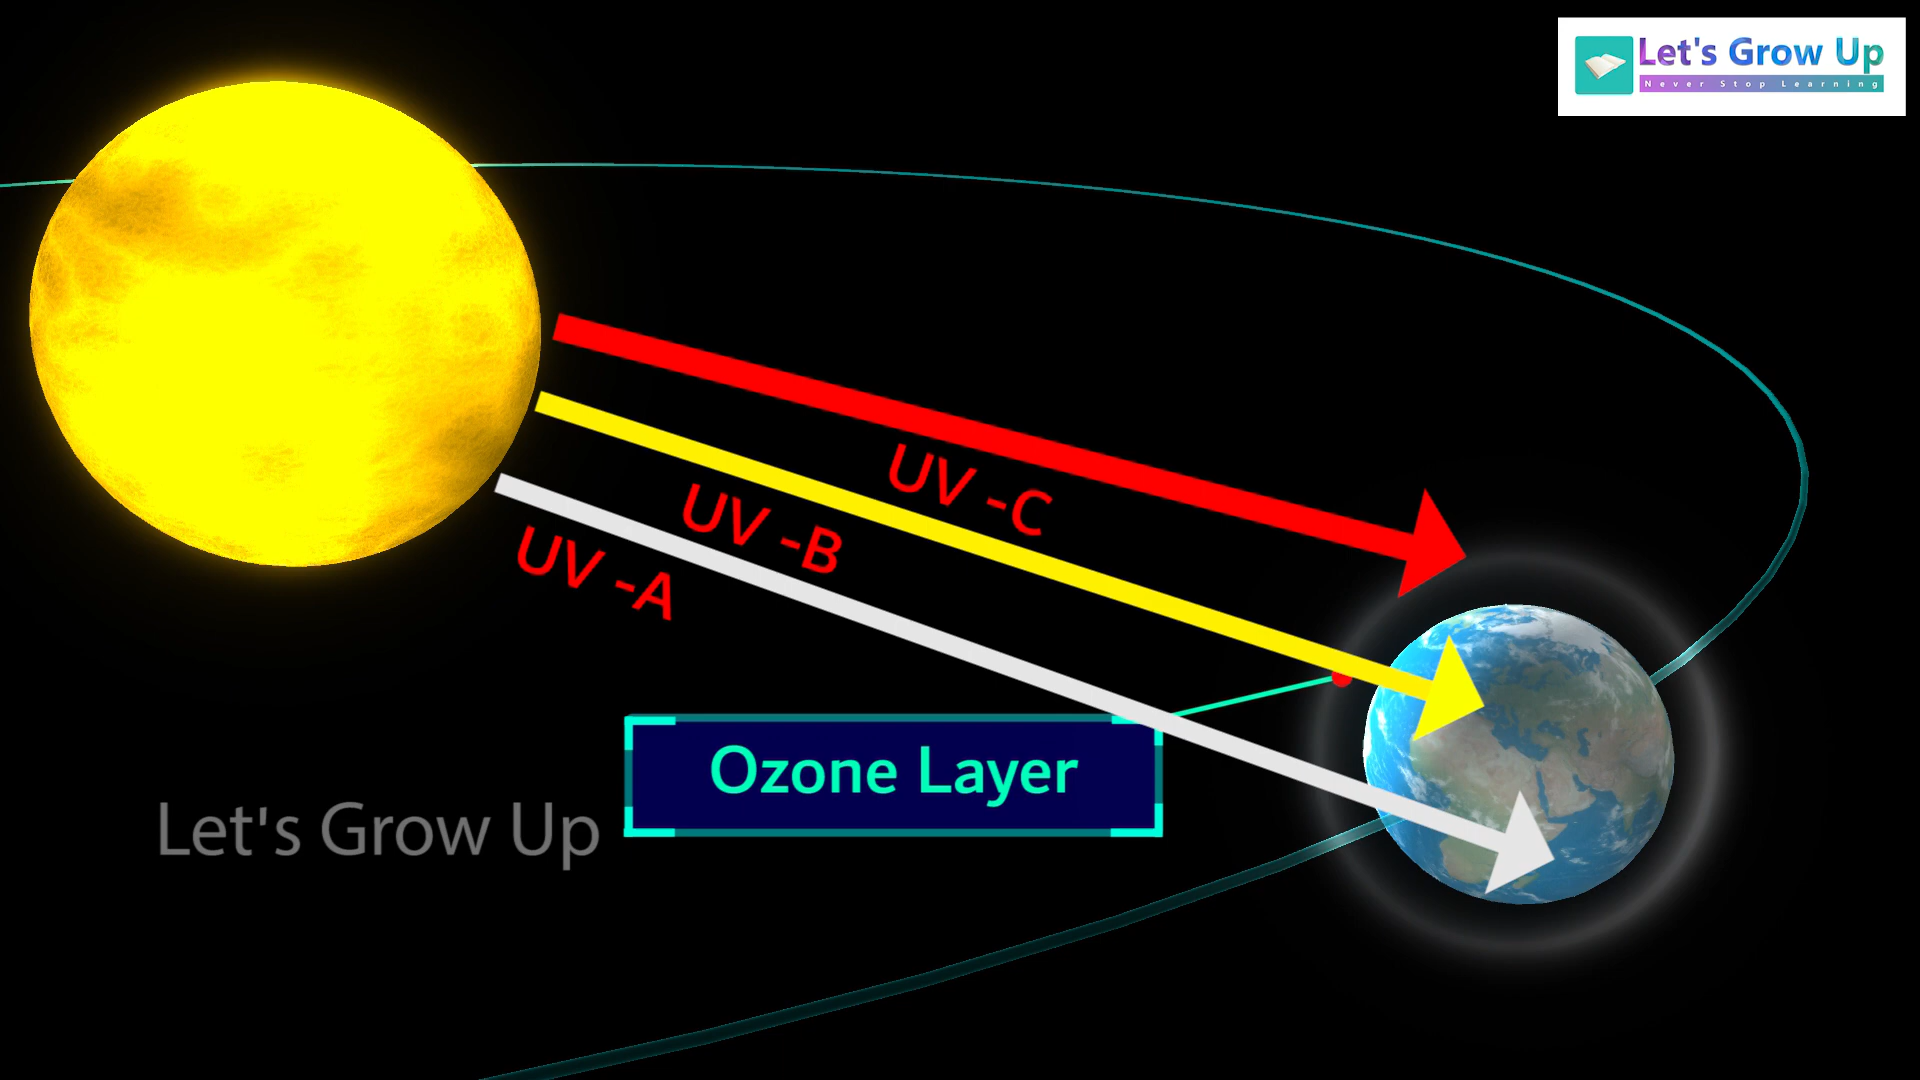 Let's Grow Up
Never Stop Learning
UV -C
UV -B
UV -A
Ozone Layer
Let's Grow Up